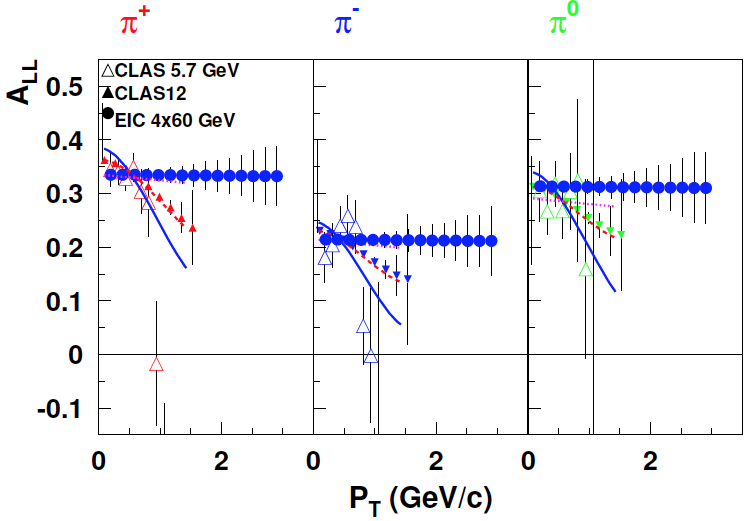 π+ π- π0
CLAS 5.7 GeV
CLAS12
EIC 4x60 GeV
ALL
0.5
0.4
0.3
0.2
0.1
0
-0.1
0 2 0 2 0 2
PT (GeV/c)